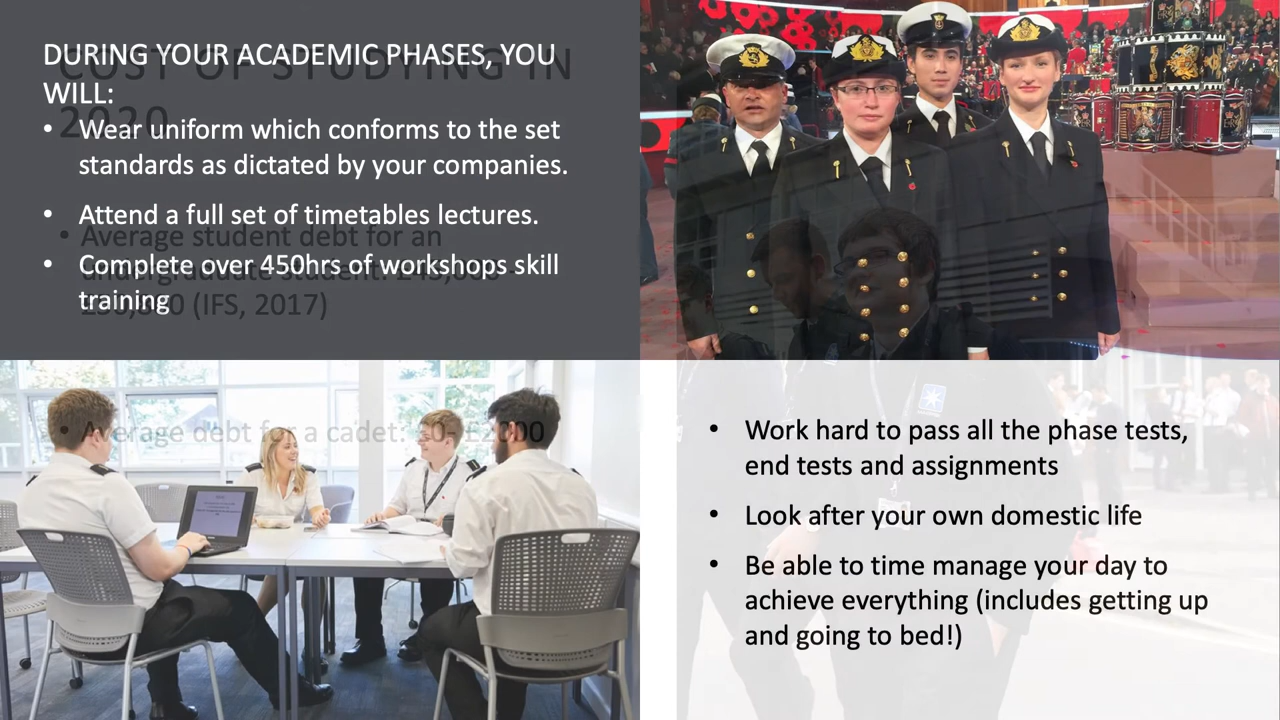 DURING YOUR ACADEMIC PHASES, YOU
WILL:
• Wear uniform which conforms to the set
standards as dictated by your companies.
• Attend a full set of timetables lectures.
• Complete over 450hrs of workshops skill
training
COST OF STUDYING IN
2020
• Average student debt for an
undergraduate student:
(IFS, 2017)
• Average debt for a cadet: £0-£2000
• Work hard to pass all the phase tests,
end tests and assignments
• Look after your own domestic life
• Be able to time manage your day to
achieve everything (includes getting up
and going to bed!)